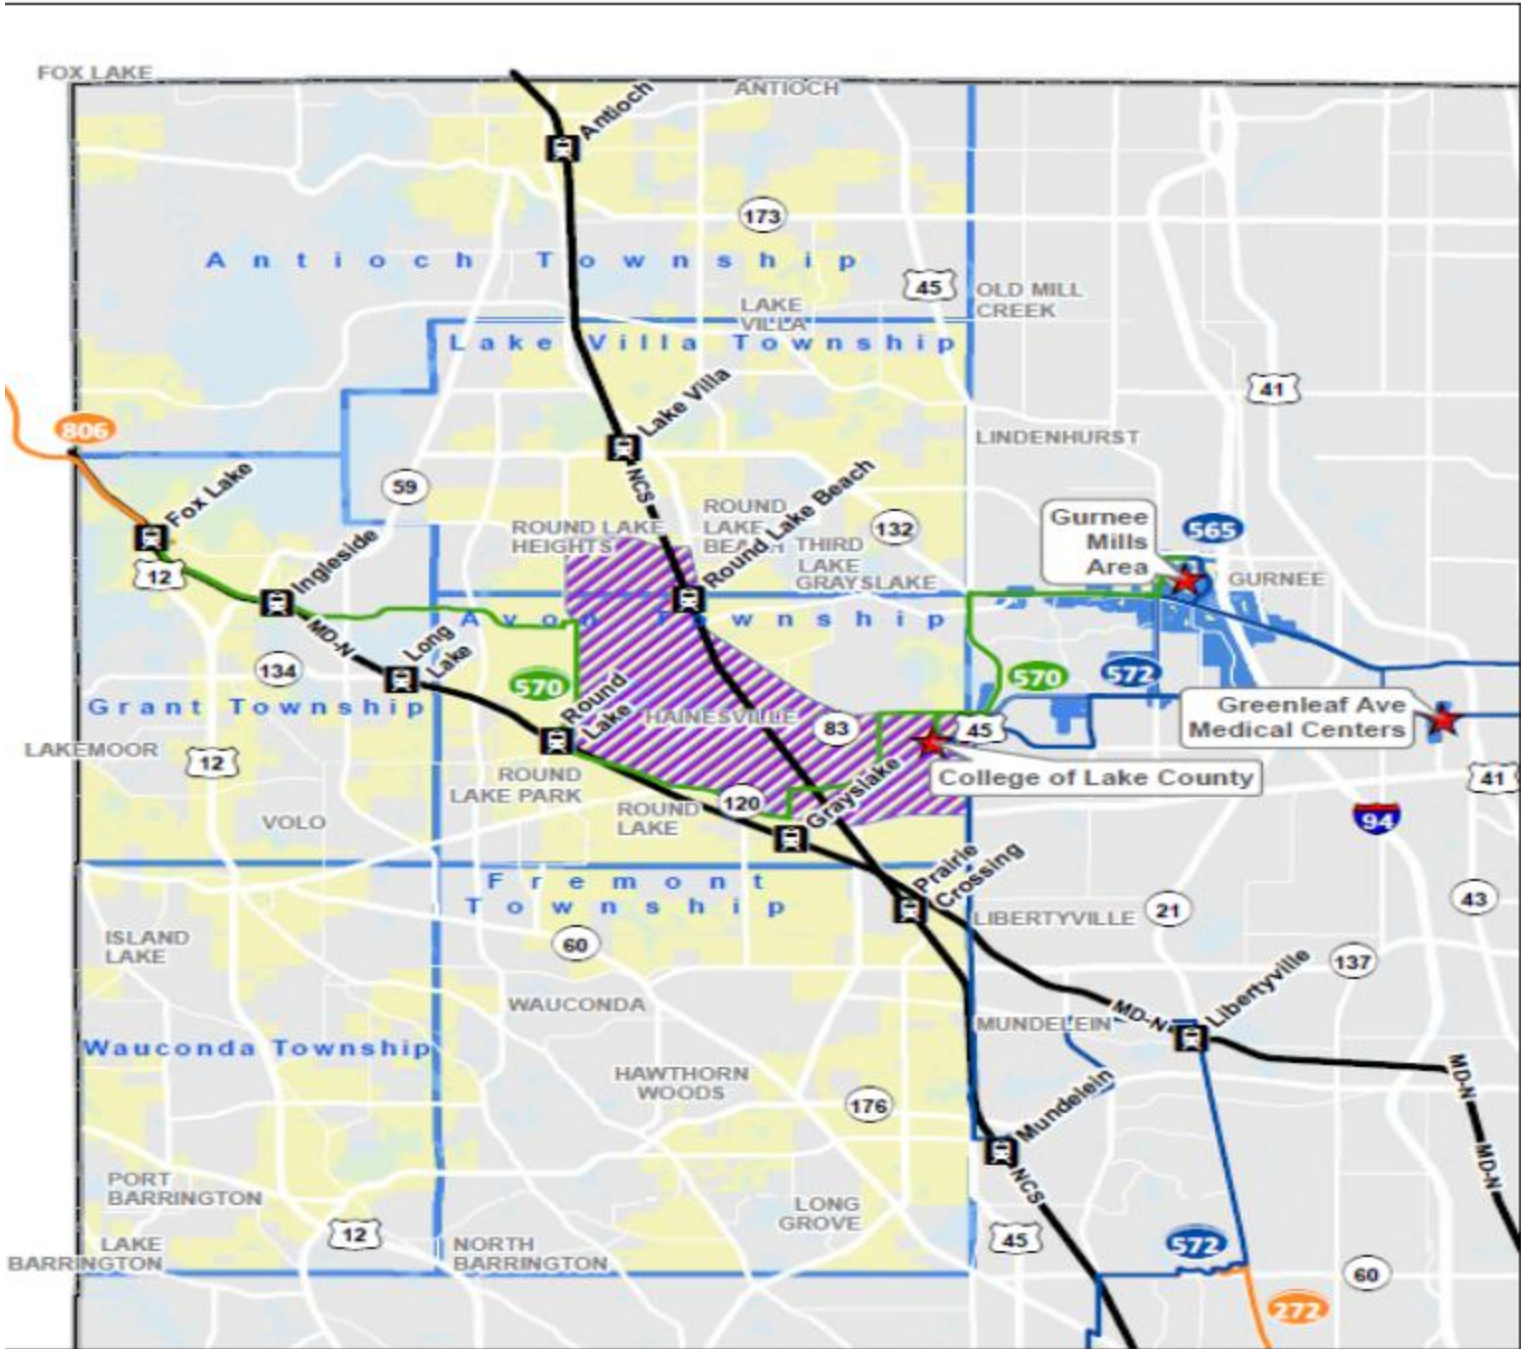 FOX LAKE
ANTIOCH
Antioch
173
Antioch Township
45
OLD MILL
CREEK
LAKE
VILLA
Lake Villa Township
41
Lake Villa
806
LINDENHURST
NCS
59
Fox Lake
ROUND LAKE
HEIGHTS
ROUND
LAKE
BEACH
Round Lake Beach
132
THIRD
LAKE
GRAYSLAKE
Gurnee
Mills
Area
565
GURNEE
12
Ingleside
Avon Township
MD-N
Long
Lake
134
570
Round
Lake
570
572
Grant Township
HAINESVILLE
83
45
Greenleaf Ave
Medical Centers
LAKEMOOR
12
College of Lake County
41
ROUND
LAKE PARK
120
Grayslake
ROUND
LAKE
VOLO
94
Fremont
Township
Prairie
Crossing
LIBERTYVILLE
21
43
ISLAND
LAKE
60
137
WAUCONDA
MUNDELEIN
MD-N
Libertyville
Wauconda Township
HAWTHORN
WOODS
176
Mundelein
MD-N
MD-N
NCS
PORT
BARRINGTON
LONG
GROVE
12
45
572
LAKE
BARRINGTON
NORTH
BARRINGTON
60
272